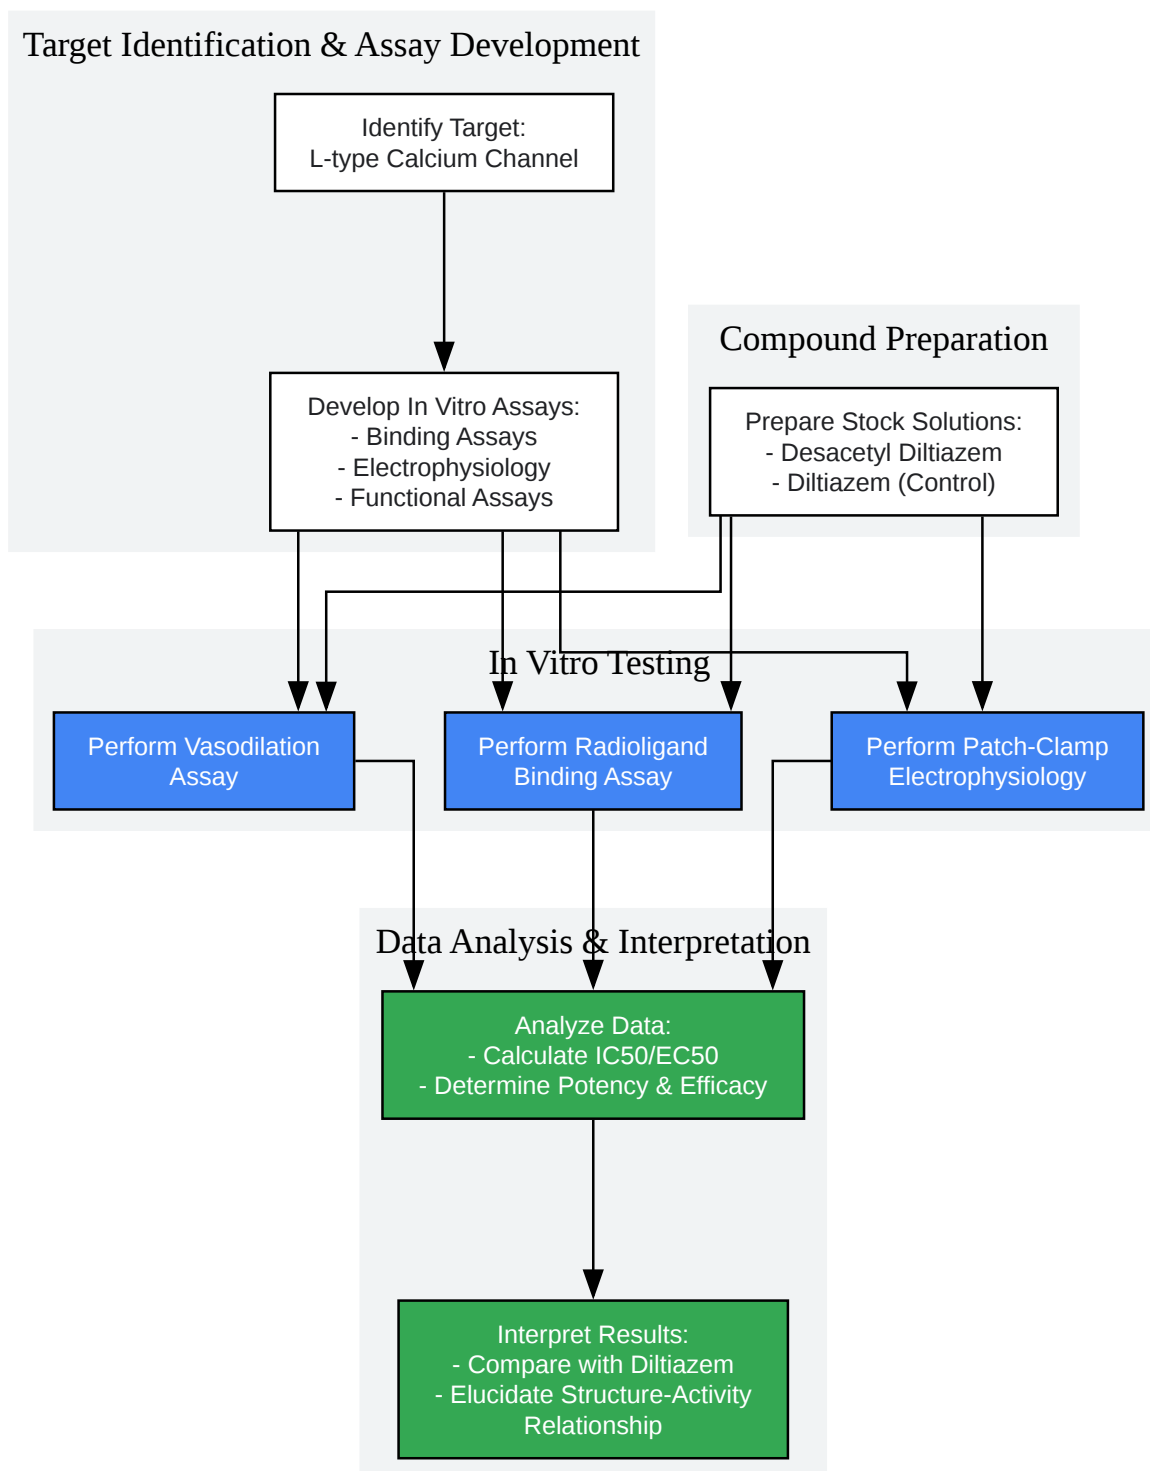 Target Identification & Assay Development
Identify Target:
L-type Calcium Channel
Compound Preparation
Develop In Vitro Assays:
- Binding Assays
- Electrophysiology
- Functional Assays
Prepare Stock Solutions:
- Desacetyl Diltiazem
- Diltiazem (Control)
In Vitro Testing
Perform Vasodilation
Assay
Perform Radioligand
Binding Assay
Perform Patch-Clamp
Electrophysiology
Data Analysis & Interpretation
Analyze Data:
- Calculate IC50/EC50
- Determine Potency & Efficacy
Interpret Results:
- Compare with Diltiazem
- Elucidate Structure-Activity
Relationship